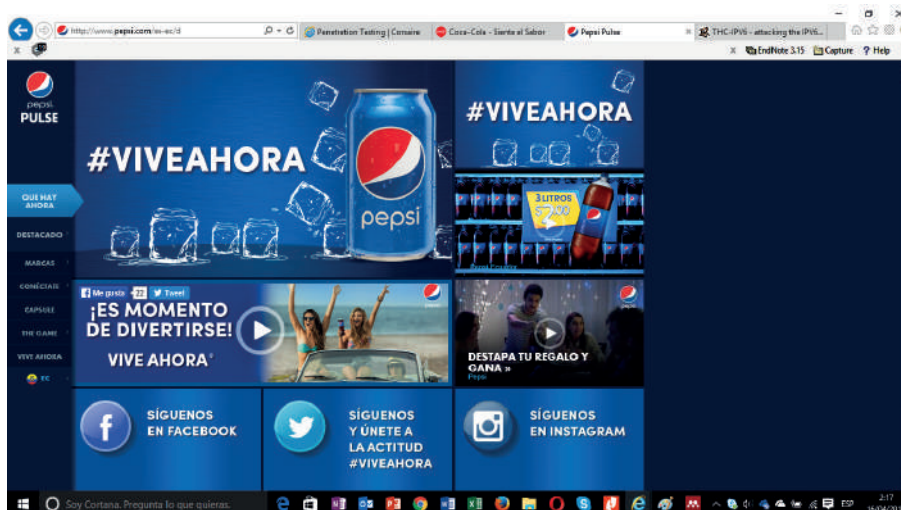 http://www.pepsi.com/es-ec/d
Penetration Testing | Comaire
Coca-Cola - Siente el Sabor
Pepsi Pulse
THC-IPV6 - attacking the IPV6...
EndNote 3.15
Capture
Help
pepsi
PULSE
#VIVEAHORA
pepsi
#VIVEAHORA
QUE HAY
AHORA
DESTACADO
MARCAS
CONÉCTATE
CAPSULE
THE GAME
VIVE AHORA
EC
3 LITROS
Me gusta
22
Tweet
¡ES MOMENTO
DE DIVERTIRSE!
VIVE AHORA
DESTAPA TU REGALO Y
GANA »
Pepsi
SÍGUENOS
EN FACEBOOK
SÍGUENOS
Y ÚNETE A
LA ACTITUD
#VIVEAHORA
SÍGUENOS
EN INSTAGRAM
Soy Cortana. Pregunta lo que quieras.
ESP
2:17